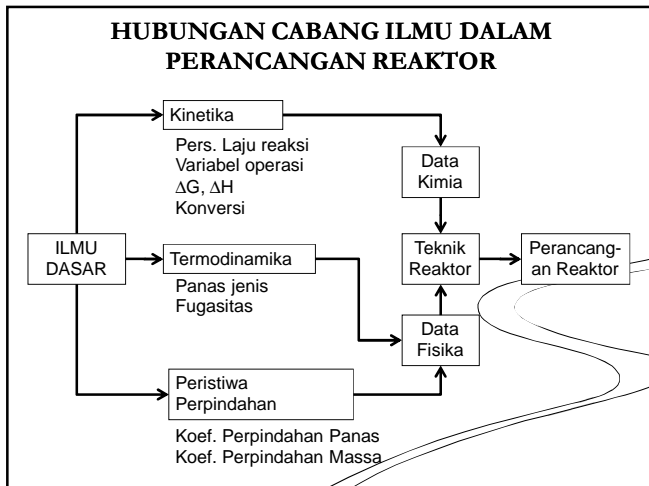 HUBUNGAN CABANG ILMU DALAM
PERANCANGAN REAKTOR
Kinetika
Pers. Laju reaksi
Variabel operasi
ΔG, ΔH
Konversi
Data
Kimia
ILMU
DASAR
Termodinamika
Panas jenis
Fugasitas
Teknik
Reaktor
Perancang-
an Reaktor
Data
Fisika
Peristiwa
Perpindahan
Koef. Perpindahan Panas
Koef. Perpindahan Massa